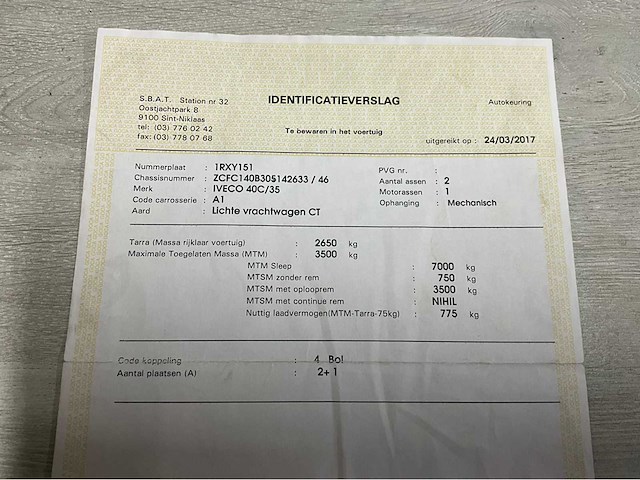 S.B.A.T. Station nr 32
Oostjachtpark 8
9100 Sint-Niklaas
tel: (03) 776 02 42
fax: (03) 778 07 68
IDENTIFICATIEVERSLAG
Te bewaren in het voertuig
Autokeuring
uitgereikt op : 24/03/2017
Nummerplaat : 1RXY151
Chassisnummer : ZCFC140B305142633 / 46
Merk : IVECO 40C/35
Code carrosserie : A1
Aard : Lichte vrachtwagen CT
PVG nr. :
Aantal assen : 2
Motorassen : 1
Ophanging : Mechanisch
Tarra (Massa rijklaar voertuig) : 2650 kg
Maximale Toegelaten Massa (MTM) : 3500 kg
MTM Sleep : 7000 kg
MTSM zonder rem : 750 kg
MTSM met oplooprem : 3500 kg
MTSM met continue rem : NIHIL
Nuttig laadvermogen(MTM-Tarra-75kg) : 775 kg
Code koppeling : 4 Bol
Aantal plaatsen (A) : 2+1